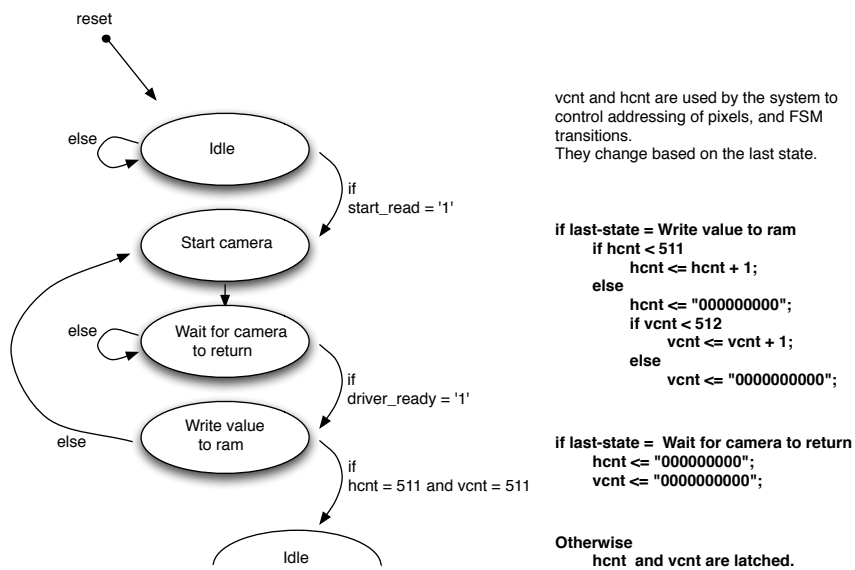 reset
else
Idle
if
start_read = '1'
Start camera
else
Wait for camera
to return
if
driver_ready = '1'
Write value
to ram
else
if
hcnt = 511 and vcnt = 511
Idle
vcnt and hcnt are used by the system to
control addressing of pixels, and FSM
transitions.
They change based on the last state.
if last-state = Write value to ram
if hcnt < 511
hcnt <= hcnt + 1;
else
hcnt <= "000000000";
if vcnt < 512
vcnt <= vcnt + 1;
else
vcnt <= "0000000000";
if last-state = Wait for camera to return
hcnt <= "000000000";
vcnt <= "0000000000";
Otherwise
hcnt and vcnt are latched.